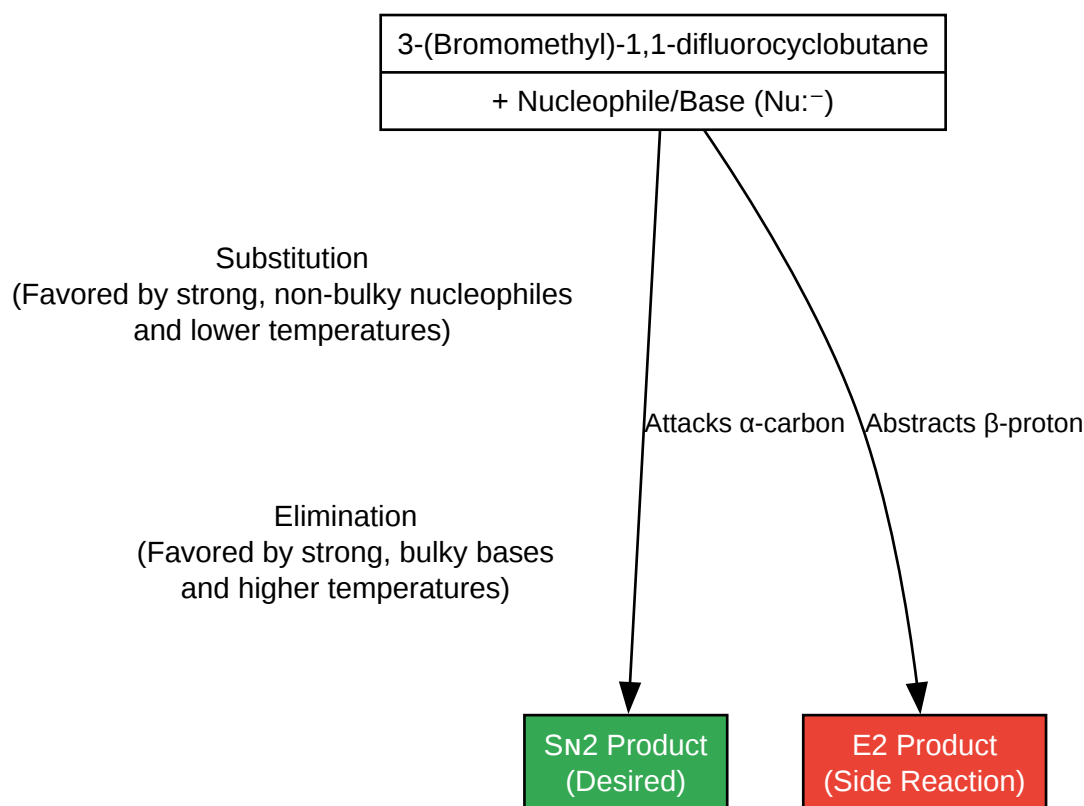 3-(Bromomethyl)-1,1-difluorocyclobutane
+ Nucleophile/Base (Nu:⁻)
Substitution
(Favored by strong, non-bulky nucleophiles
and lower temperatures)
Attacks α-carbon
Abstracts β-proton
Elimination
(Favored by strong, bulky bases
and higher temperatures)
Sɴ2 Product
(Desired)
E2 Product
(Side Reaction)